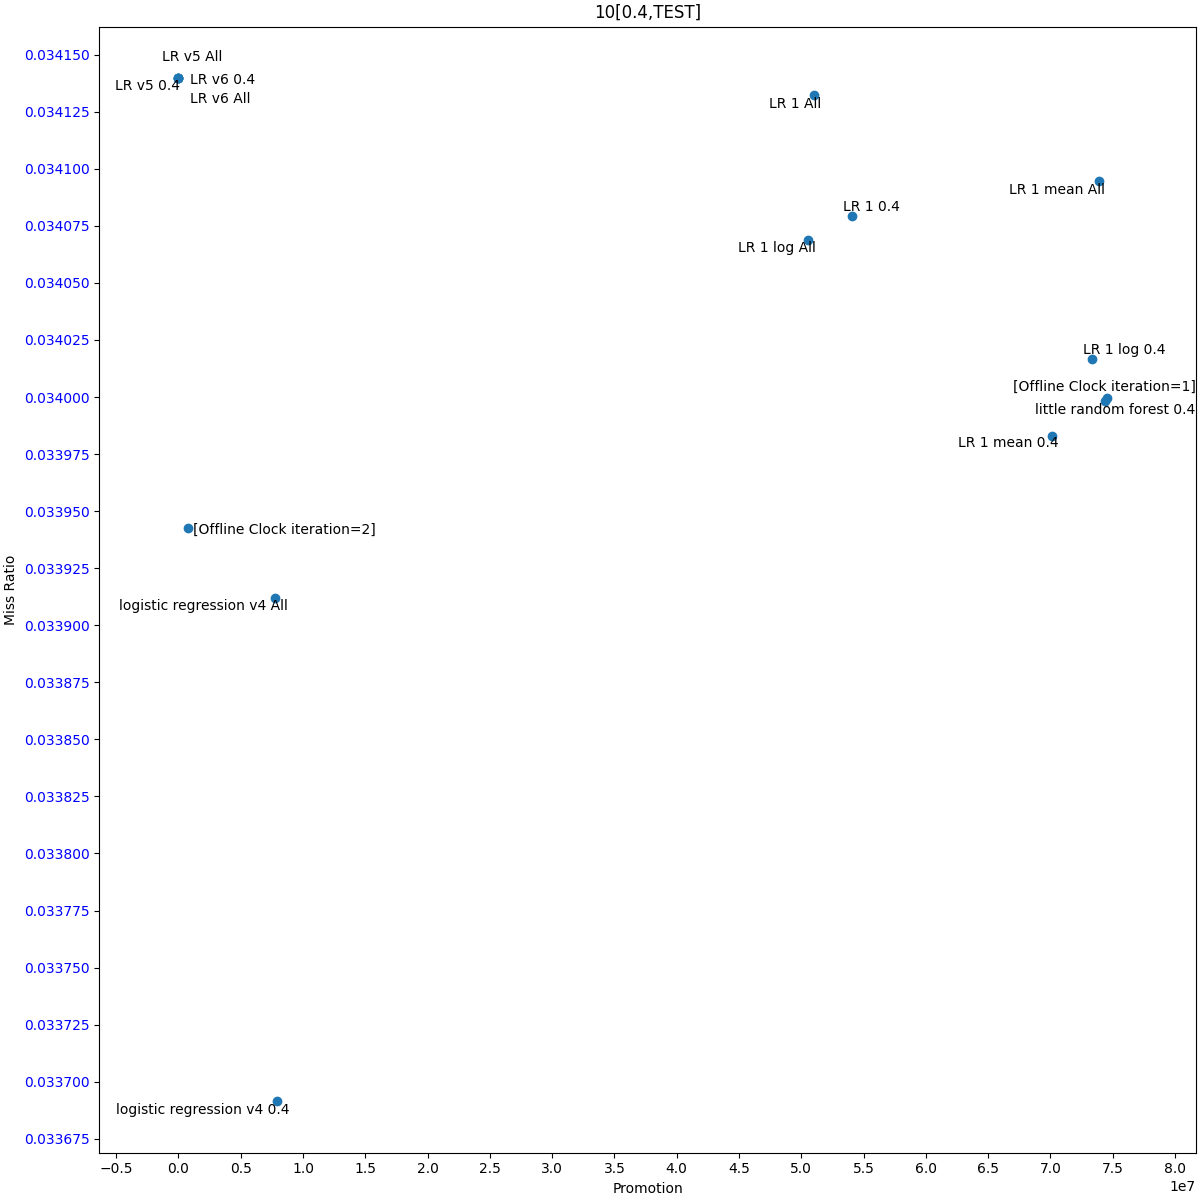 10[0.4,TEST]
0.034150
LR v5 All
LR v5 0.4
LR v6 0.4
LR v6 All
LR 1 All
0.034125
0.034100
LR 1 mean All
LR 1 0.4
0.034075
LR 1 log All
0.034050
0.034025
LR 1 log 0.4
[Offline Clock iteration=1]
0.034000
little random forest 0.4
LR 1 mean 0.4
0.033975
0.033950
[Offline Clock iteration=2]
0.033925
logistic regression v4 All
0.033900
Miss Ratio
0.033875
0.033850
0.033825
0.033800
0.033775
0.033750
0.033725
0.033700
logistic regression v4 0.4
0.033675
−0.5 0.0 0.5 1.0 1.5 2.0 2.5 3.0 3.5 4.0 4.5 5.0 5.5 6.0 6.5 7.0 7.5 8.0
Promotion
1e7